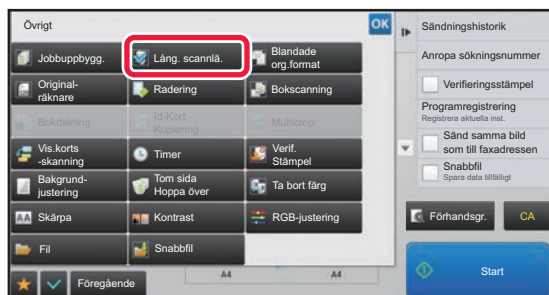 Övrigt
OK
Jobbuppbygg.
Lång. scannlä.
Blandade
org.format
Original-
räknare
Radering
Bokscanning
Bokdelning
Id-Kort
Kopiering
Multicrop
Vis.korts
-skanning
Timer
Verif.
Stämpel
Bakgrund-
justering
Tom sida
Hoppa över
Ta bort färg
Skärpa
Kontrast
RGB-justering
Fil
Snabbfil
Föregående
A4
A4
Sändningshistorik
Anropa sökningsnummer
Verifieringsstämpel
Programregistrering
Registrera aktuella inst.
Sänd samma bild
som till faxadressen
Snabbfil
Spara data tillfälligt
Förhandsgr.
CA
Start